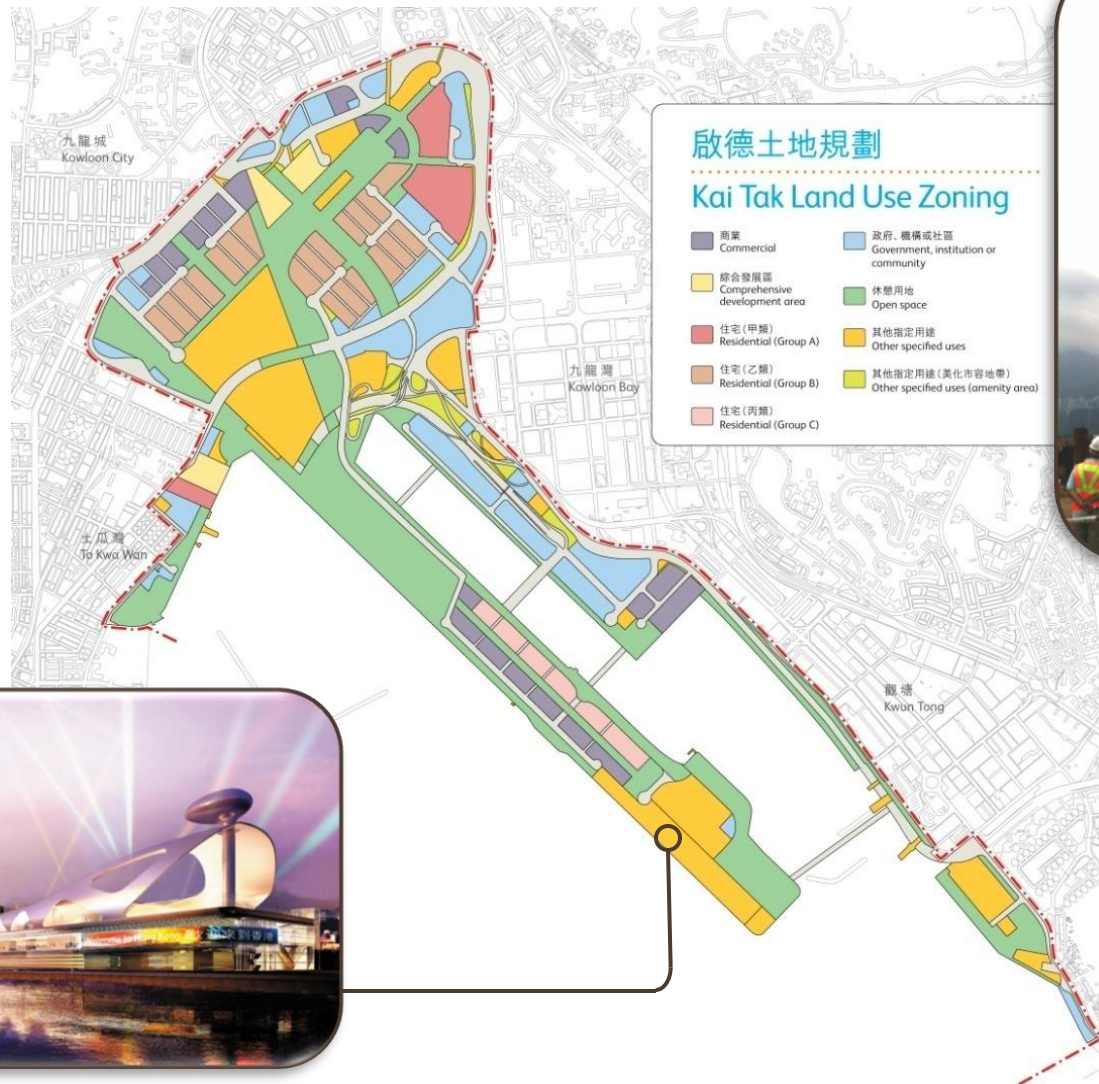 九龍城
Kowloon City
啟德土地規劃
Kai Tak Land Use Zoning
商業
Commercial
政府、機構或社區
Government, institution or
community
綜合發展區
Comprehensive
development area
休憩用地
Open space
住宅(甲類)
Residential (Group A)
其他指定用途
Other specified uses
住宅(乙類)
Residential (Group B)
其他指定用途(美化市容地帶)
Other specified uses (amenity area)
住宅(丙類)
Residential (Group C)
九龍灣
Kowloon Bay
土瓜灣
To Kwa Wan
觀塘
Kwun Tong
來到香港